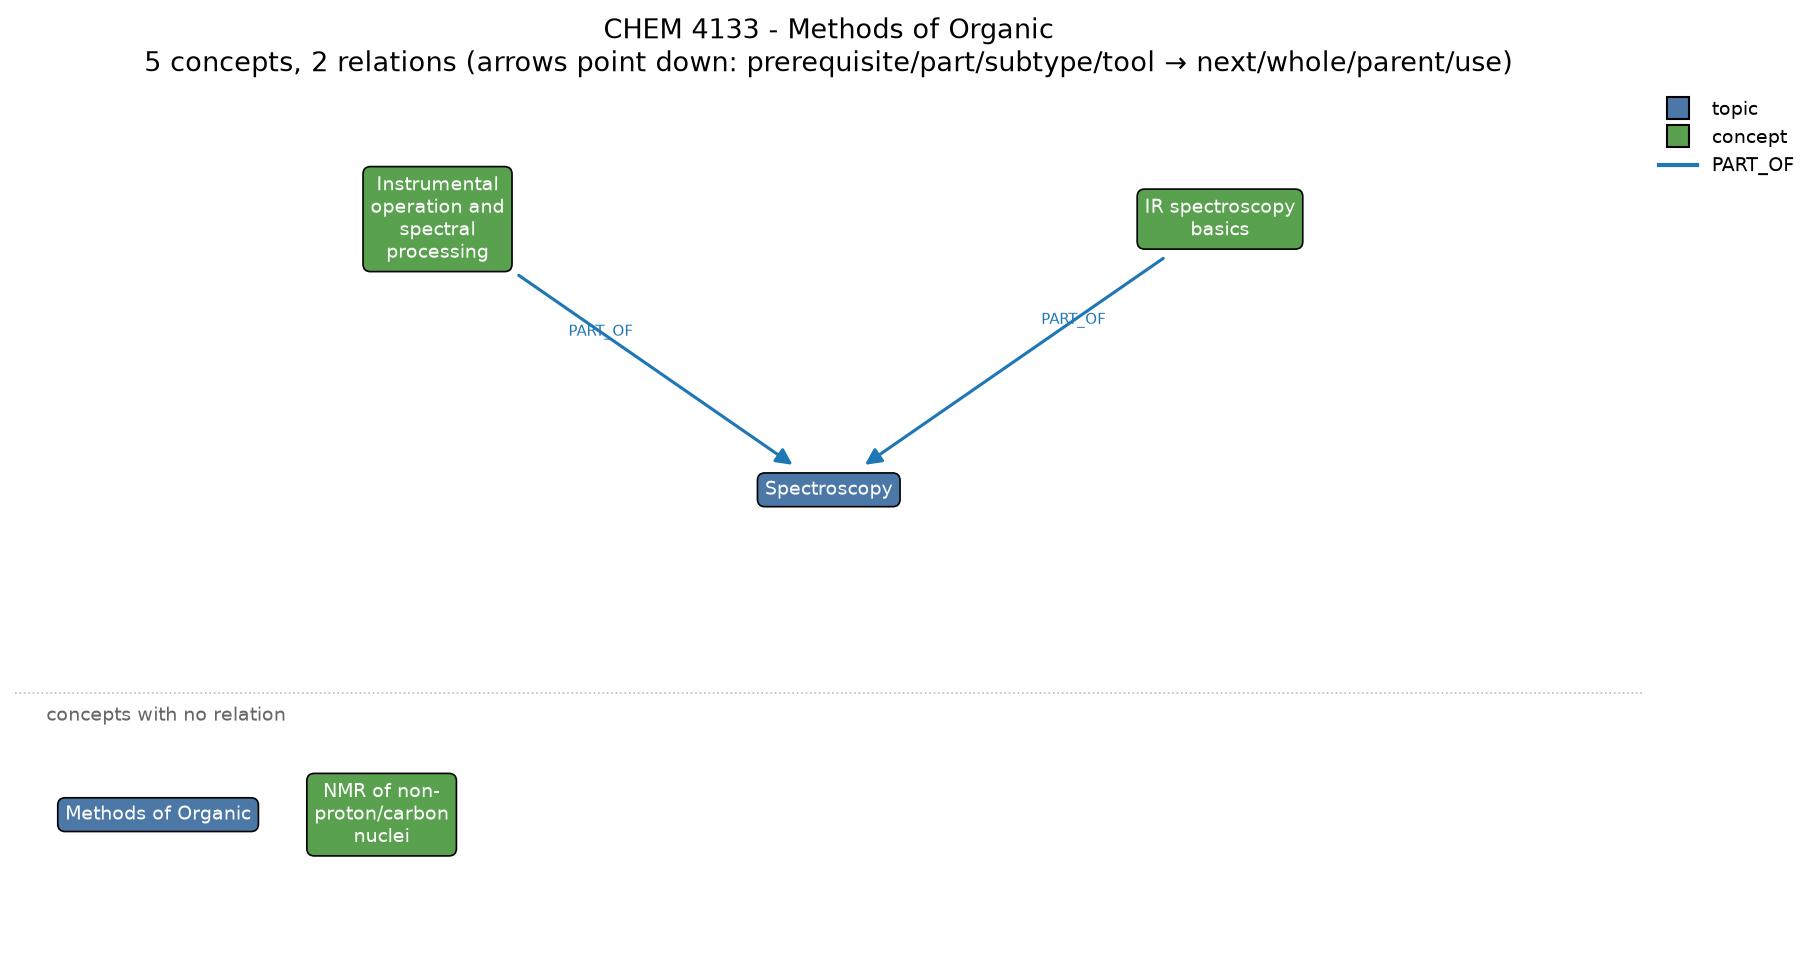 CHEM 4133 - Methods of Organic
5 concepts, 2 relations (arrows point down: prerequisite/part/subtype/tool → next/whole/parent/use)
topic
concept
PART_OF
Instrumental
operation and
spectral
processing
IR spectroscopy
basics
PART_OF
PART_OF
Spectroscopy
concepts with no relation
Methods of Organic
NMR of non-
proton/carbon
nuclei